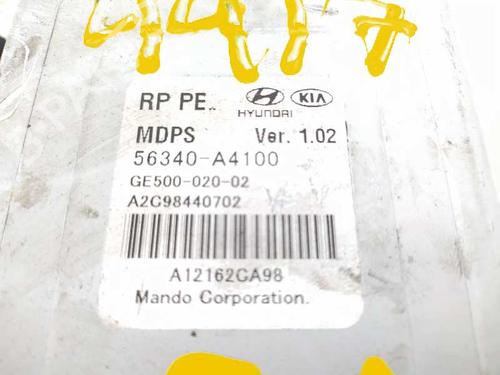 RP PE.. HYUNDAI KIA
MDPS Ver. 1.02
56340-A4100
GE500-020-02
A2C98440702
A12162CA98
Mando Corporation.